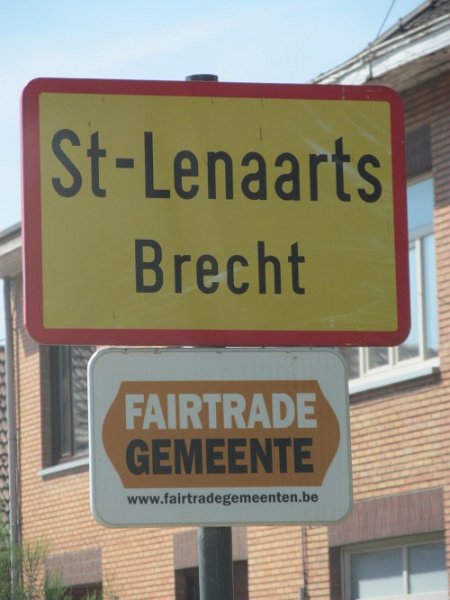 St-Lenaarts
Brecht
FAIRTRADE
GEMEENTE
www.fairtradegemeenten.be